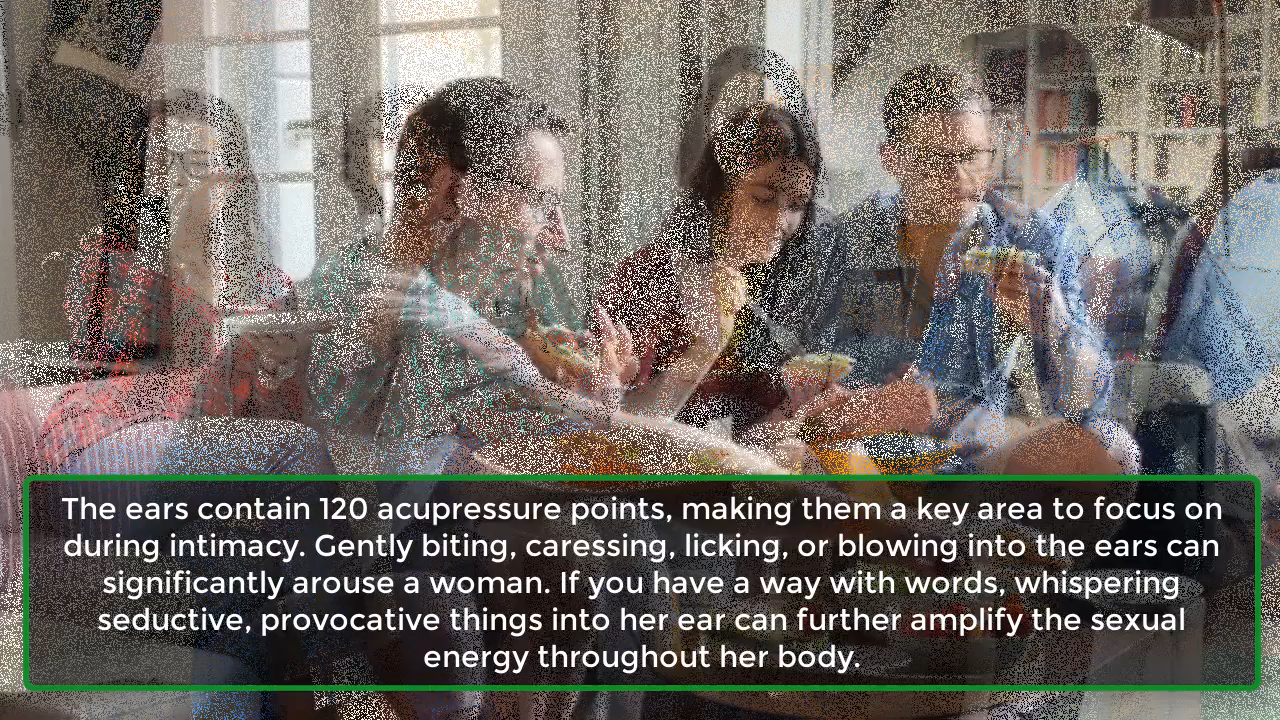 The ears contain 120 acupressure points, making them a key area to focus on
during intimacy. Gently biting, caressing, licking, or blowing into the ears can
significantly arouse a woman. If you have a way with words, whispering
seductive, provocative things into her ear can further amplify the sexual
energy throughout her body.